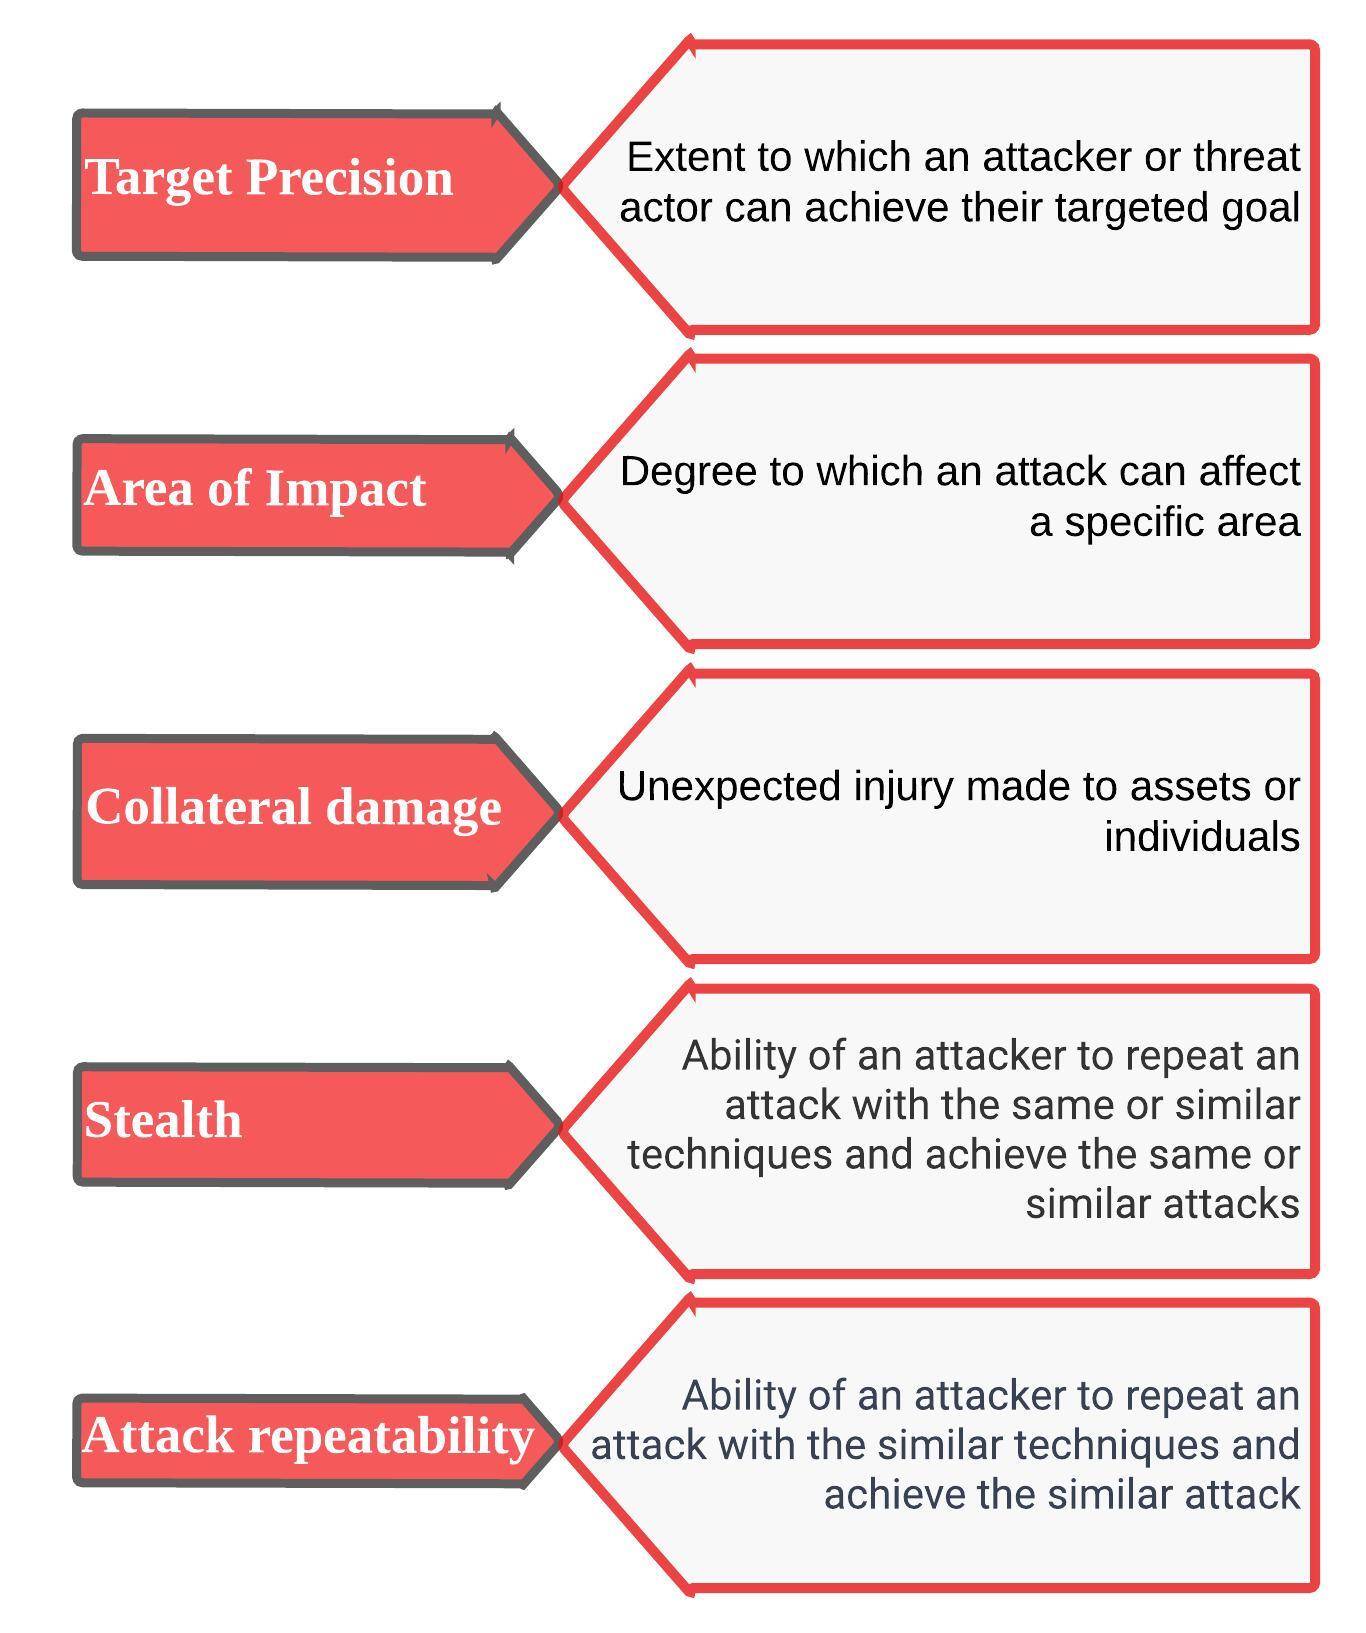 Target Precision
Extent to which an attacker or threat
actor can achieve their targeted goal
Area of Impact
Degree to which an attack can affect
a specific area
Collateral damage
Unexpected injury made to assets or
individuals
Stealth
Ability of an attacker to repeat an
attack with the same or similar
techniques and achieve the same or
similar attacks
Attack repeatability
Ability of an attacker to repeat an
attack with the similar techniques and
achieve the similar attack